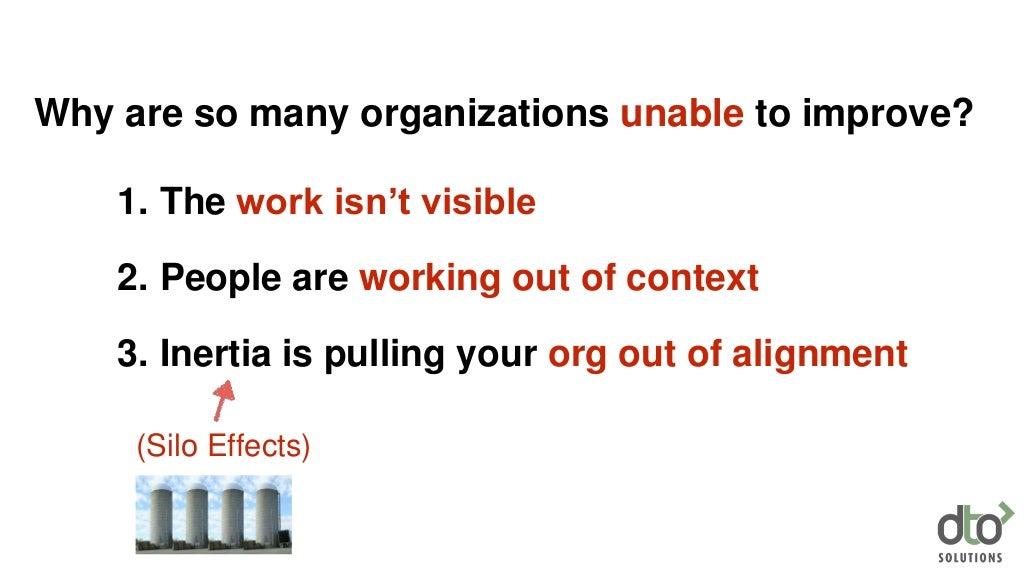 Why are so many organizations unable to improve?
1. The work isn’t visible
2. People are working out of context
3. Inertia is pulling your org out of alignment
(Silo Effects)
dto
SOLUTIONS